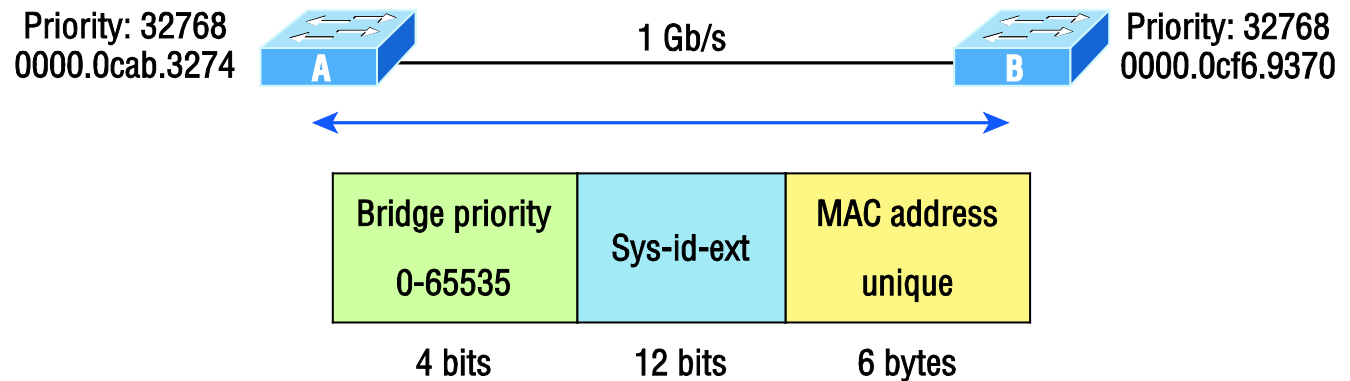 Priority: 32768
0000.0cab.3274
A
1 Gb/s
B
Priority: 32768
0000.0cf6.9370
Bridge priority
0-65535
Sys-id-ext
MAC address
unique
4 bits
12 bits
6 bytes